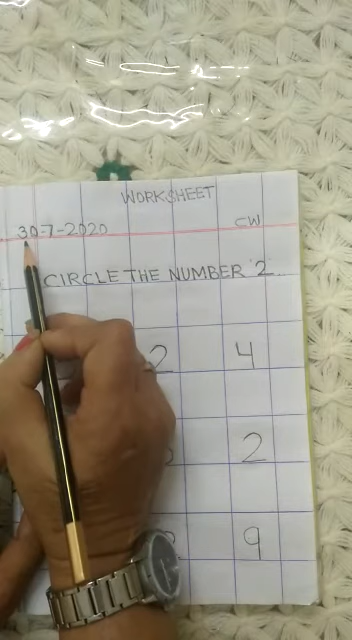 WORKSHEET
30-7-2020 CW
CIRCLE THE NUMBER '2'..
2 4
2
9